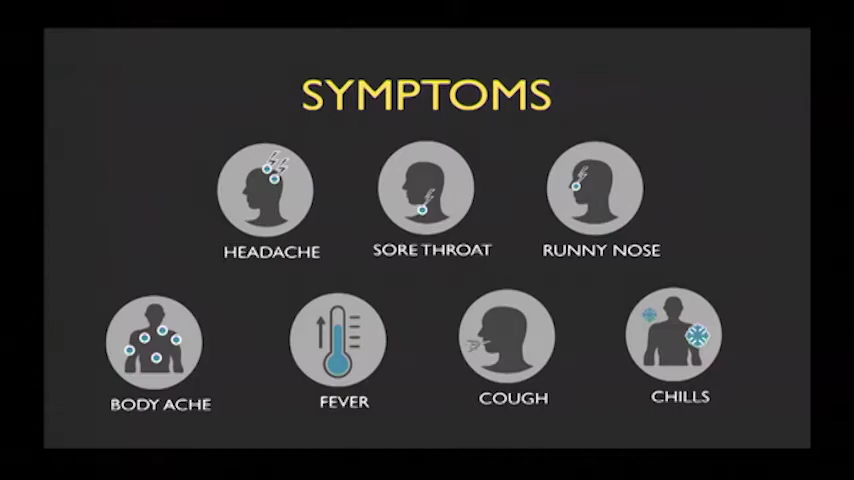 SYMPTOMS
HEADACHE
SORE THROAT
RUNNY NOSE
BODY ACHE
FEVER
COUGH
CHILLS